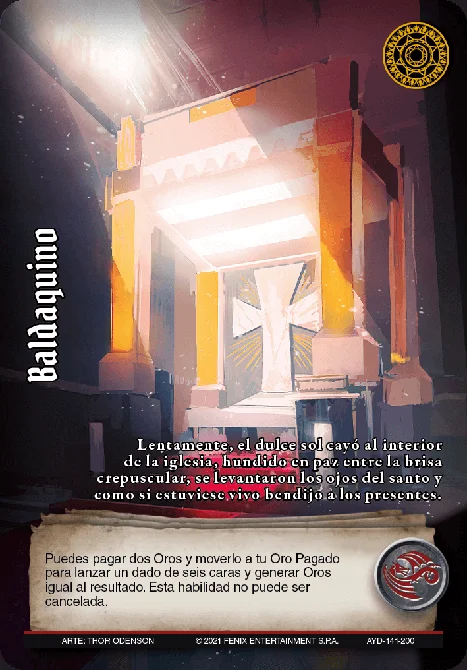 Baldaquino
Lentamente, el dulce sol cayó al interior
de la iglesia, hundido en paz entre la brisa
crepuscular, se levantaron los ojos del santo y
como si estuviese vivo bendijo a los presentes.
Puedes pagar dos Oros y moverlo a tu Oro Pagado
para lanzar un dado de seis caras y generar Oros
igual al resultado. Esta habilidad no puede ser
cancelada.
ARTE: THOR ODENSON © 2021 FENIX ENTERTAINMENT S.R.A. AYD-141-200